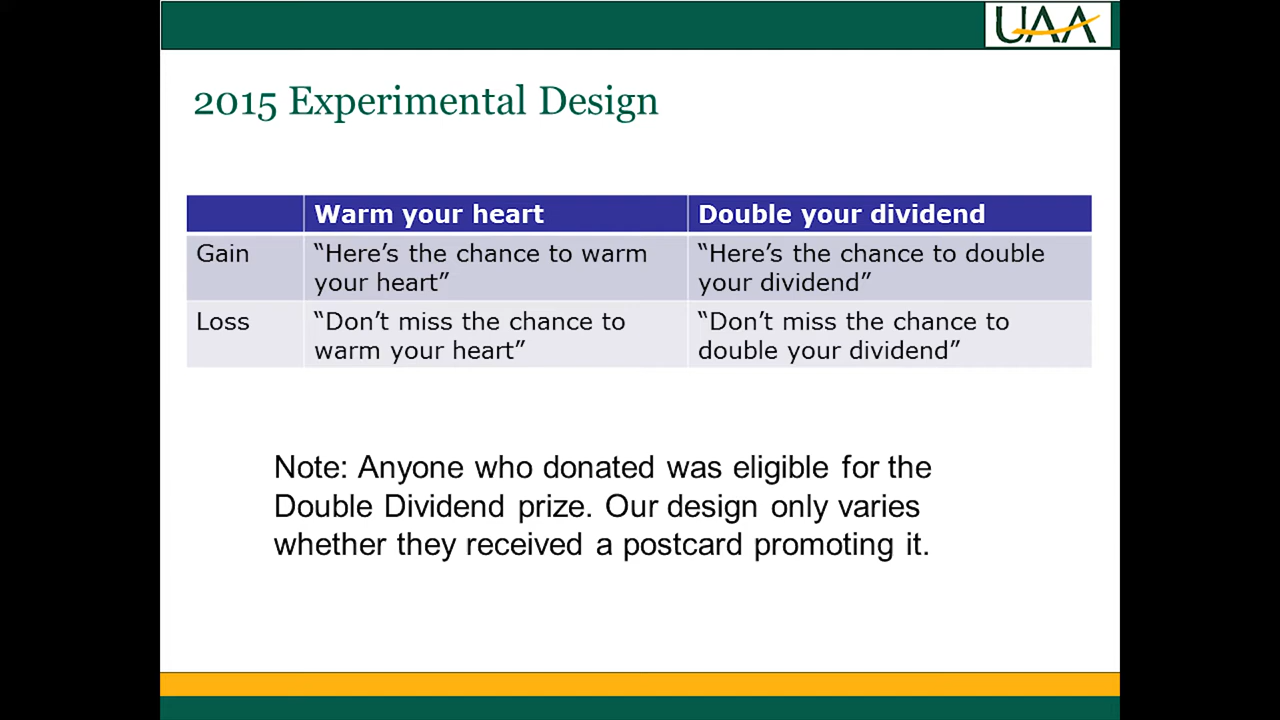 UAA
2015 Experimental Design
Warm your heart
Double your dividend
Gain
“Here’s the chance to warm
your heart”
“Here’s the chance to double
your dividend”
Loss
“Don’t miss the chance to
warm your heart”
“Don’t miss the chance to
double your dividend”
Note: Anyone who donated was eligible for the
Double Dividend prize. Our design only varies
whether they received a postcard promoting it.